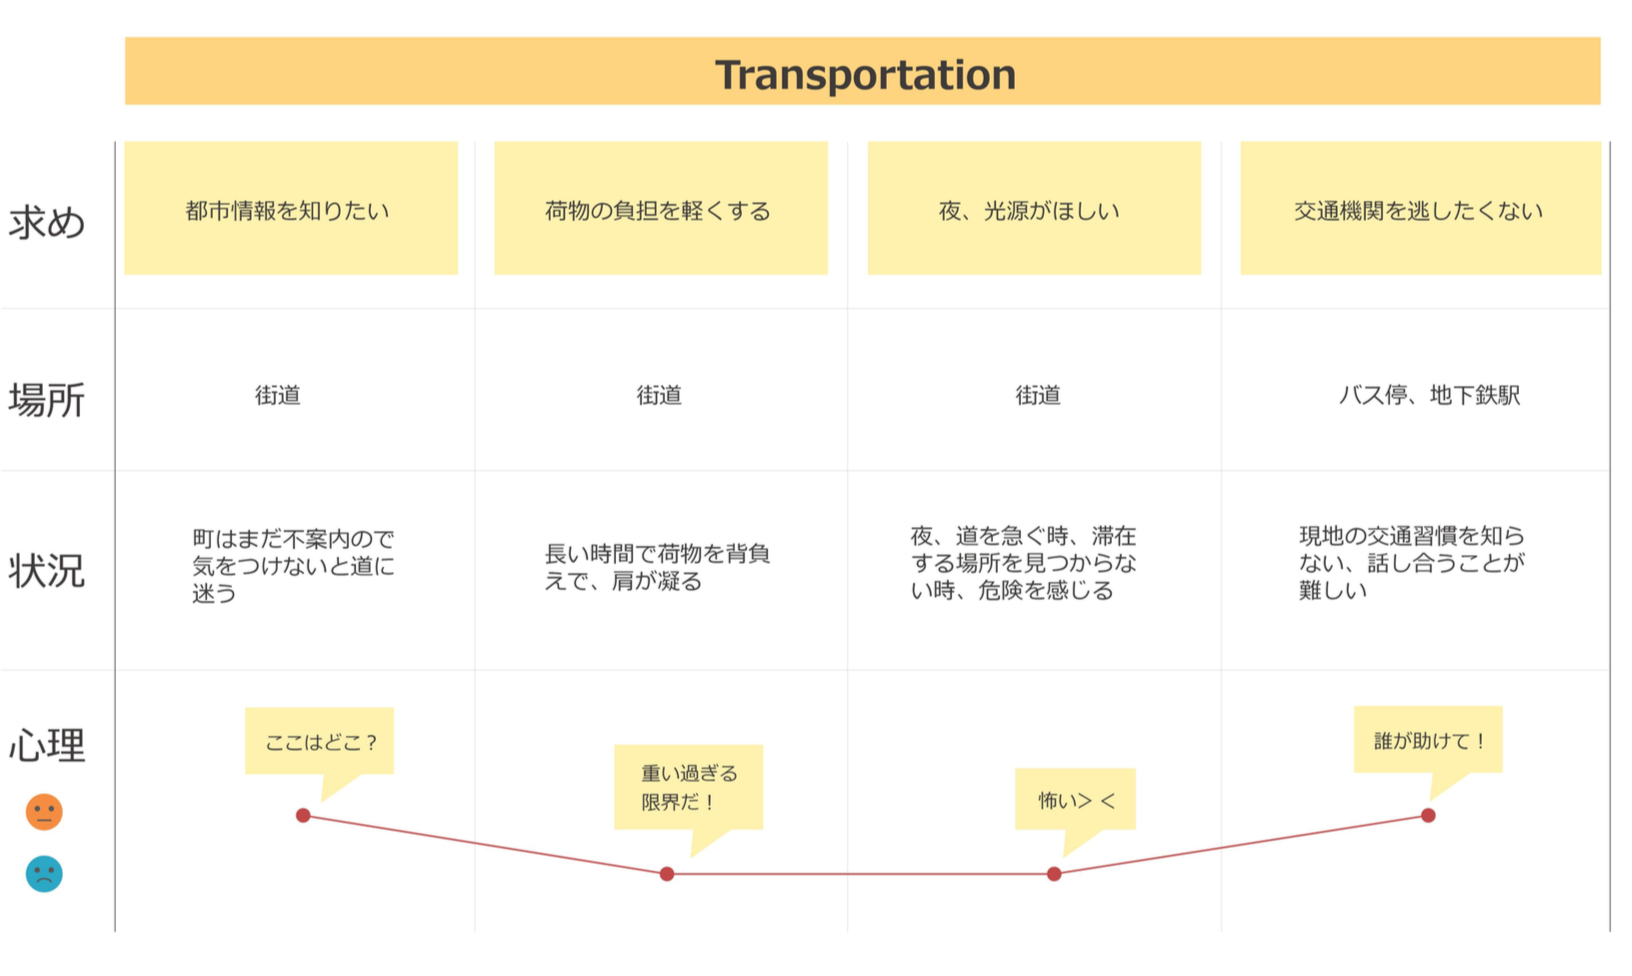 Transportation
求め
都市情報を知りたい
荷物の負担を軽くする
夜、光源がほしい
交通機関を逃したくない
場所
街道
街道
街道
バス停、地下鉄駅
状況
町はまだ不案内ので
気をつけないと道に
迷う
長い時間で荷物を背負
えで、肩が凝る
夜、道を急ぐ時、滞在
する場所を見つからな
い時、危険を感じる
現地の交通習慣を知ら
ない、話し合うことが
難しい
心理
ここはどこ？
重い過ぎる
限界だ！
怖い＞＜
誰が助けて！